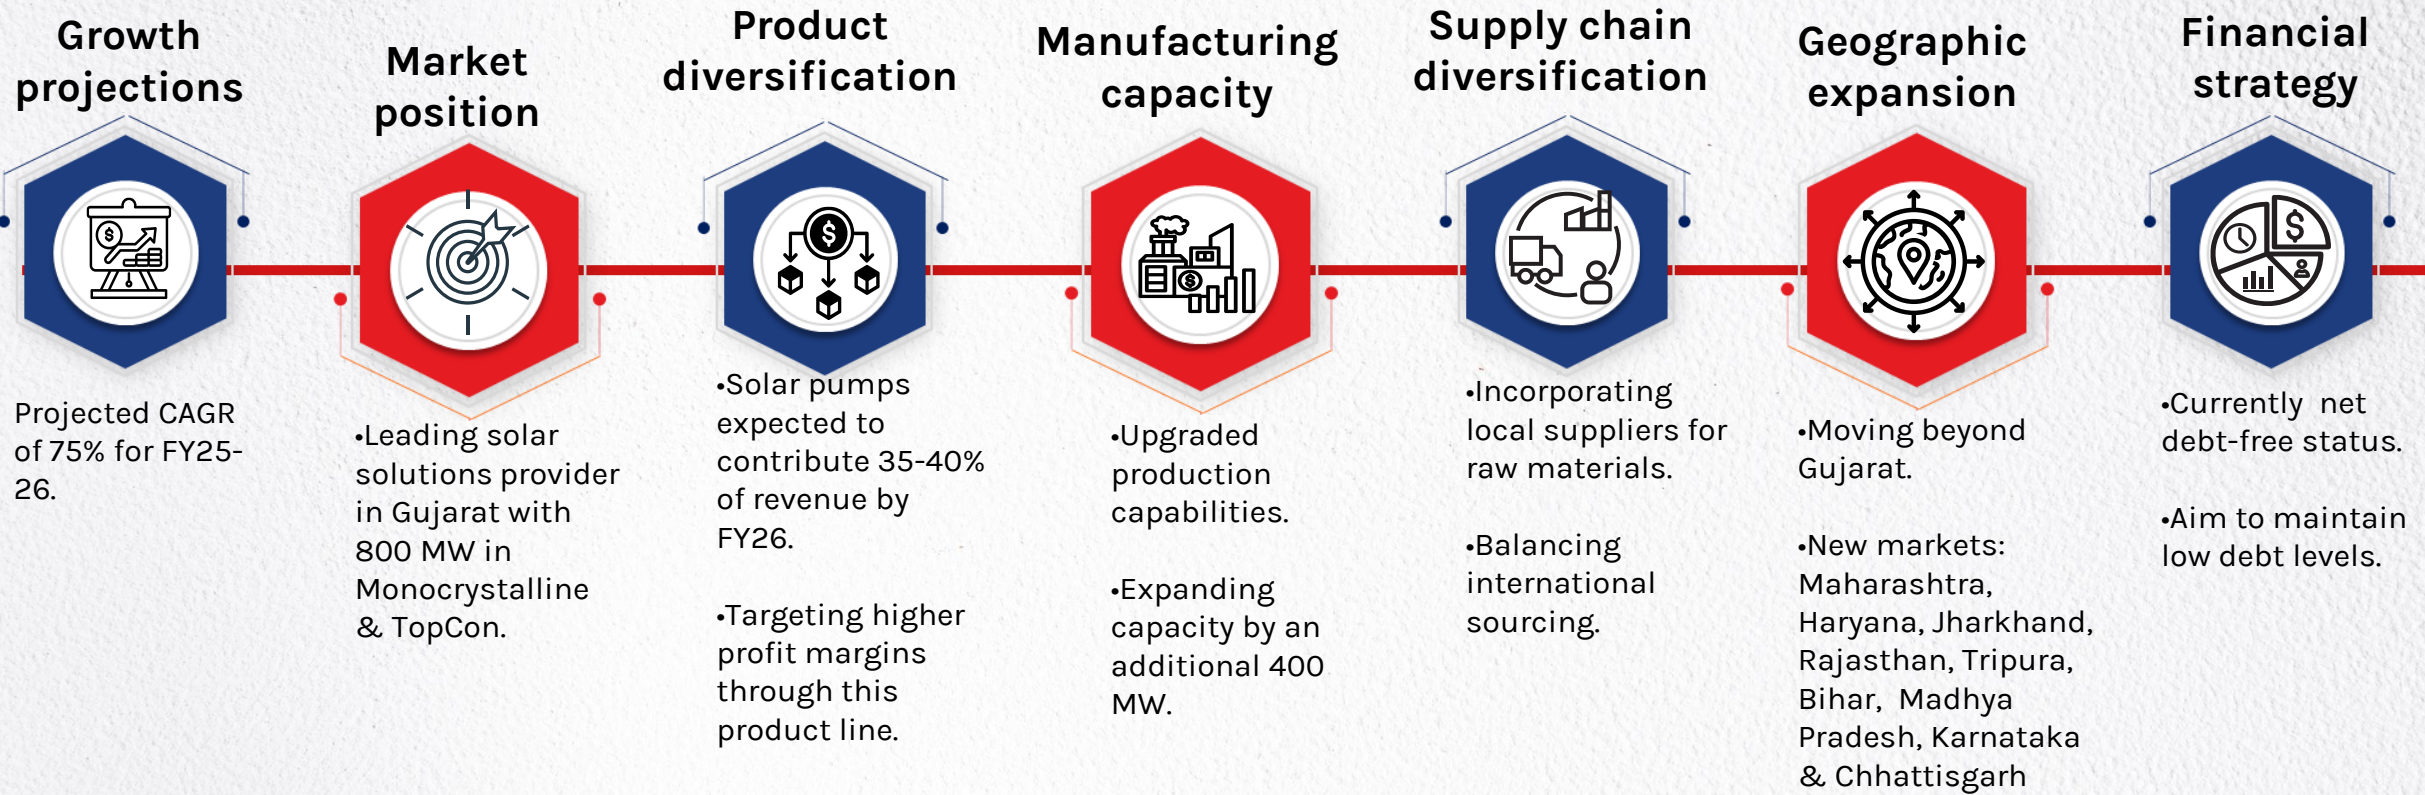 Growth
projections
Projected CAGR
of 75% for FY25-
26.
Market
position
•Leading solar
solutions provider
in Gujarat with
800 MW in
Monocrystalline
& TopCon.
Product
diversification
•Solar pumps
expected to
contribute 35-40%
of revenue by
FY26.
•Targeting higher
profit margins
through this
product line.
Manufacturing
capacity
•Upgraded
production
capabilities.
•Expanding
capacity by an
additional 400
MW.
Supply chain
diversification
•Incorporating
local suppliers for
raw materials.
•Balancing
international
sourcing.
Geographic
expansion
•Moving beyond
Gujarat.
•New markets:
Maharashtra,
Haryana, Jharkhand,
Rajasthan, Tripura,
Bihar,  Madhya
Pradesh, Karnataka
& Chhattisgarh
Financial
strategy
•Currently  net
debt-free status.
•Aim to maintain
low debt levels.